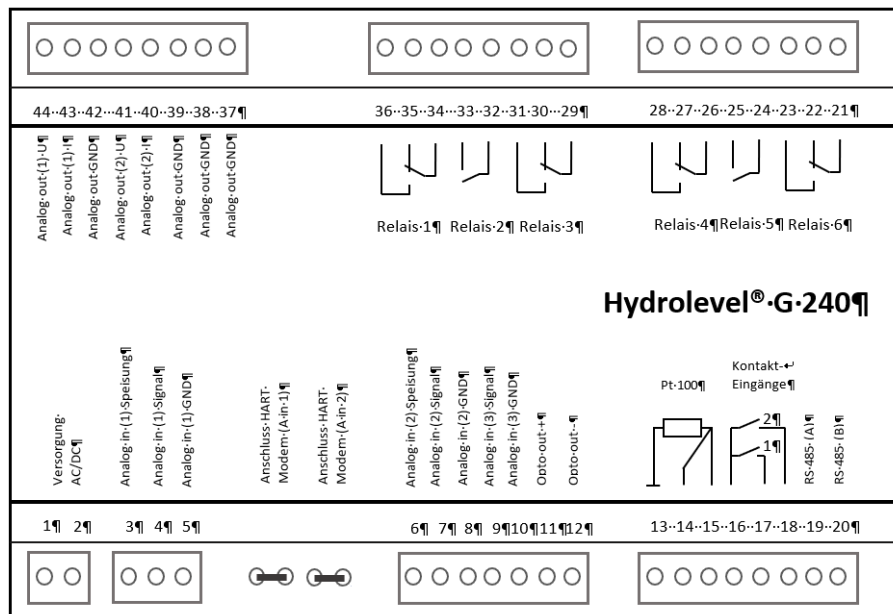 44··43··42···41··40··39··38··37¶
36··35··34···33··32··31·30···29¶
28··27··26··25··24··23··22··21¶
Analog·out·(1)·U¶
Analog·out·(1)·I¶
Analog·out·GND¶
Analog·out·(2)·U¶
Analog·out·(2)·I¶
Analog·out·GND¶
Analog·out·GND¶
Analog·out·GND¶
Relais·1¶
Relais·2¶
Relais·3¶
Relais·4¶
Relais·5¶
Relais·6¶
Hydrolevel®·G·240¶
Versorgung·
AC/DC¶
Analog·in·(1)·Speisung¶
Analog·in·(1)·Signal¶
Analog·in·(1)·GND¶
Anschluss·HART-
Modem·(A·in·1)¶
Anschluss·HART-
Modem·(A·in·2)¶
Analog·in·(2)·Speisung¶
Analog·in·(2)·Signal¶
Analog·in·(2)·GND¶
Analog·in·(3)·Signal¶
Analog·in·(3)·GND¶
Opto·out·+¶
Opto·out·-¶
Pt·100¶
Kontakt-↵
Eingänge¶
2¶
1¶
RS-485·(A)¶
RS-485·(B)¶
1¶
2¶
3¶
4¶
5¶
6¶
7¶
8¶
9¶
10¶
11¶
12¶
13··14··15··16··17··18··19··20¶